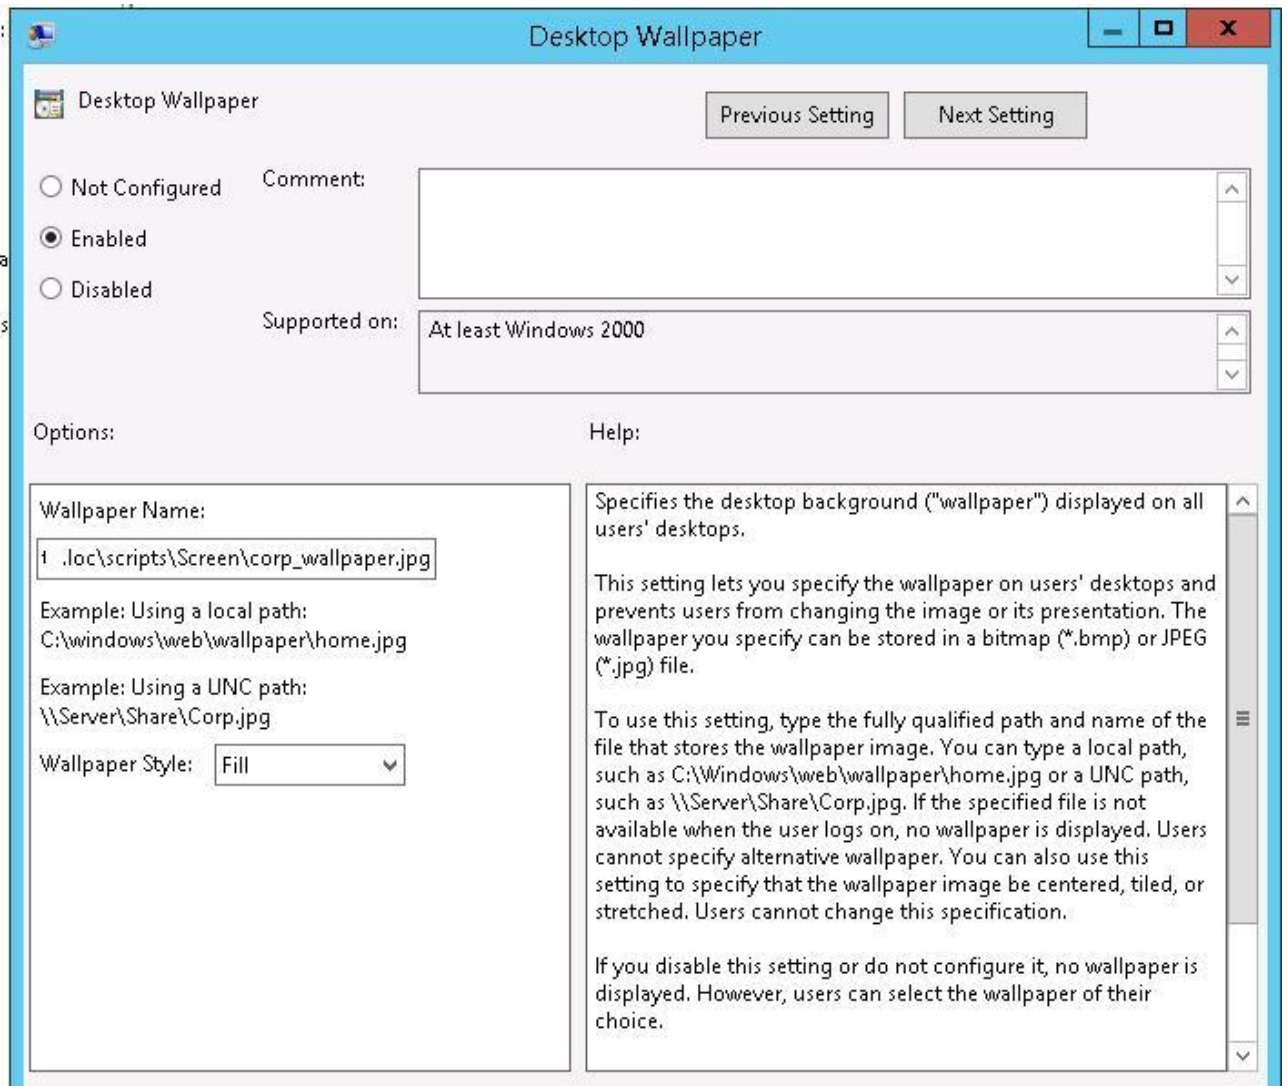 Desktop Wallpaper
Desktop Wallpaper
Previous Setting
Next Setting
Not Configured
Comment:
Enabled
Disabled
Supported on:
At least Windows 2000
Options:
Help:
Wallpaper Name:
.loc\scripts\Screen\corp_wallpaper.jpg
Example: Using a local path:
C:\windows\web\wallpaper\home.jpg
Example: Using a UNC path:
\\Server\Share\Corp.jpg
Wallpaper Style:
Fill
Specifies the desktop background ("wallpaper") displayed on all
users' desktops.
This setting lets you specify the wallpaper on users' desktops and
prevents users from changing the image or its presentation. The
wallpaper you specify can be stored in a bitmap (*.bmp) or JPEG
(*.jpg) file.
To use this setting, type the fully qualified path and name of the
file that stores the wallpaper image. You can type a local path,
such as C:\Windows\web\wallpaper\home.jpg or a UNC path,
such as \\Server\Share\Corp.jpg. If the specified file is not
available when the user logs on, no wallpaper is displayed. Users
cannot specify alternative wallpaper. You can also use this
setting to specify that the wallpaper image be centered, tiled, or
stretched. Users cannot change this specification.
If you disable this setting or do not configure it, no wallpaper is
displayed. However, users can select the wallpaper of their
choice.